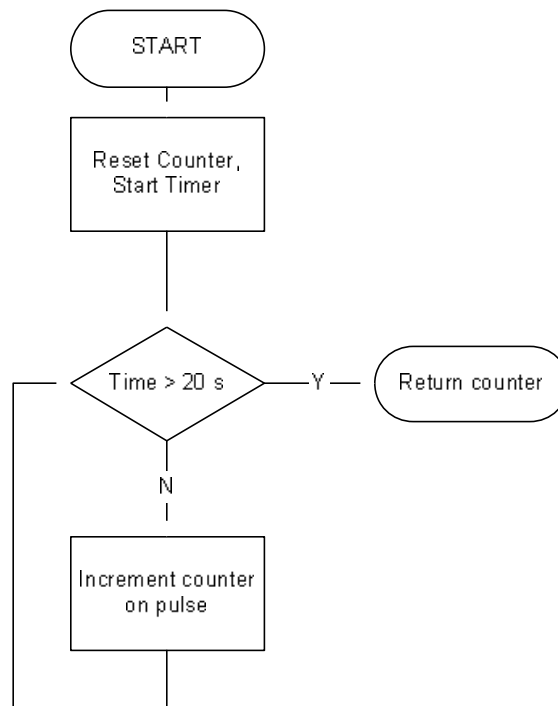 START
Reset Counter,
Start Timer
Time > 20 s
Y
Return counter
N
Increment counter
on pulse